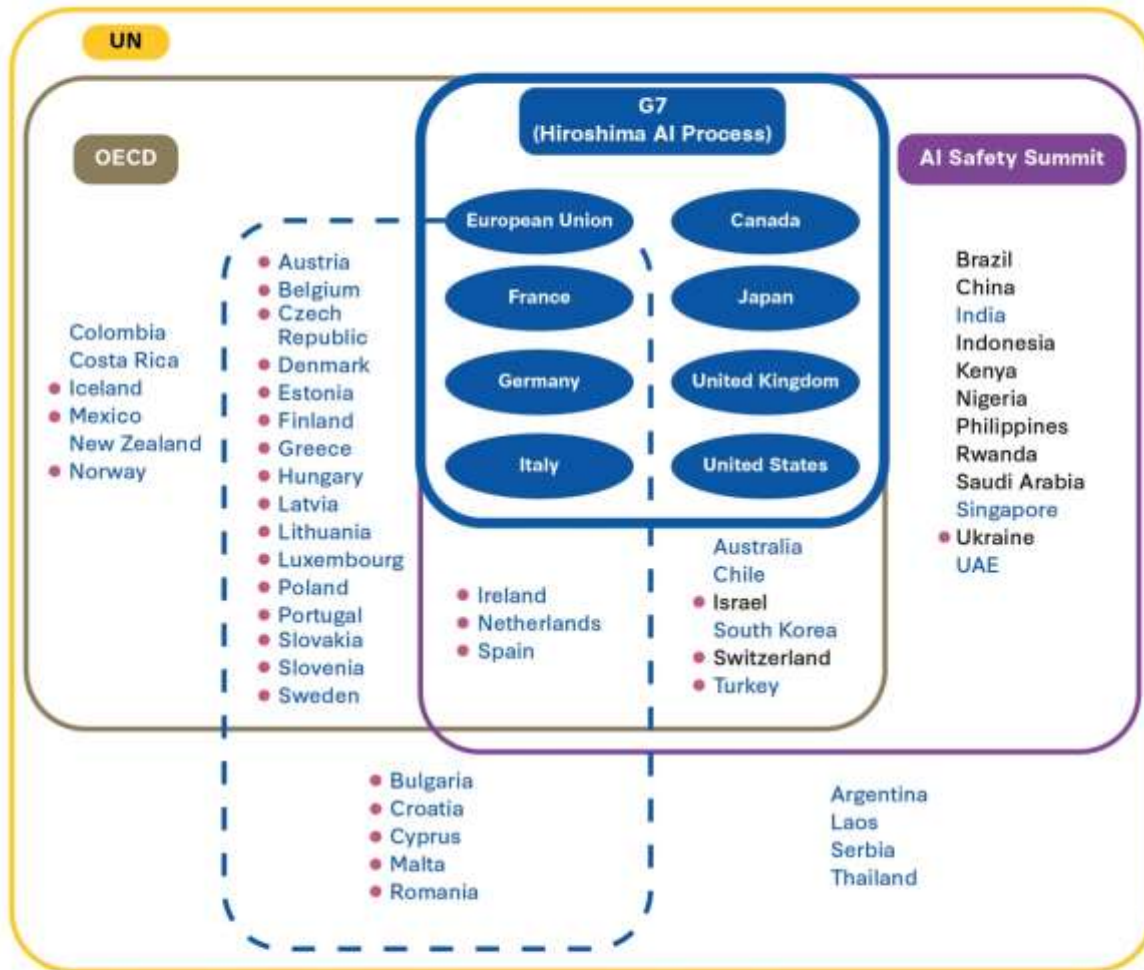 UN
G7
(Hiroshima AI Process)
OECD
AI Safety Summit
European Union
Canada
France
Japan
Germany
United Kingdom
Italy
United States
Colombia
Costa Rica
Iceland
Mexico
New Zealand
Norway
Austria
Belgium
Czech
Republic
Denmark
Estonia
Finland
Greece
Hungary
Latvia
Lithuania
Luxembourg
Poland
Portugal
Slovakia
Slovenia
Sweden
Ireland
Netherlands
Spain
Australia
Chile
Israel
South Korea
Switzerland
Turkey
Brazil
China
India
Indonesia
Kenya
Nigeria
Philippines
Rwanda
Saudi Arabia
Singapore
Ukraine
UAE
Bulgaria
Croatia
Cyprus
Malta
Romania
Argentina
Laos
Serbia
Thailand